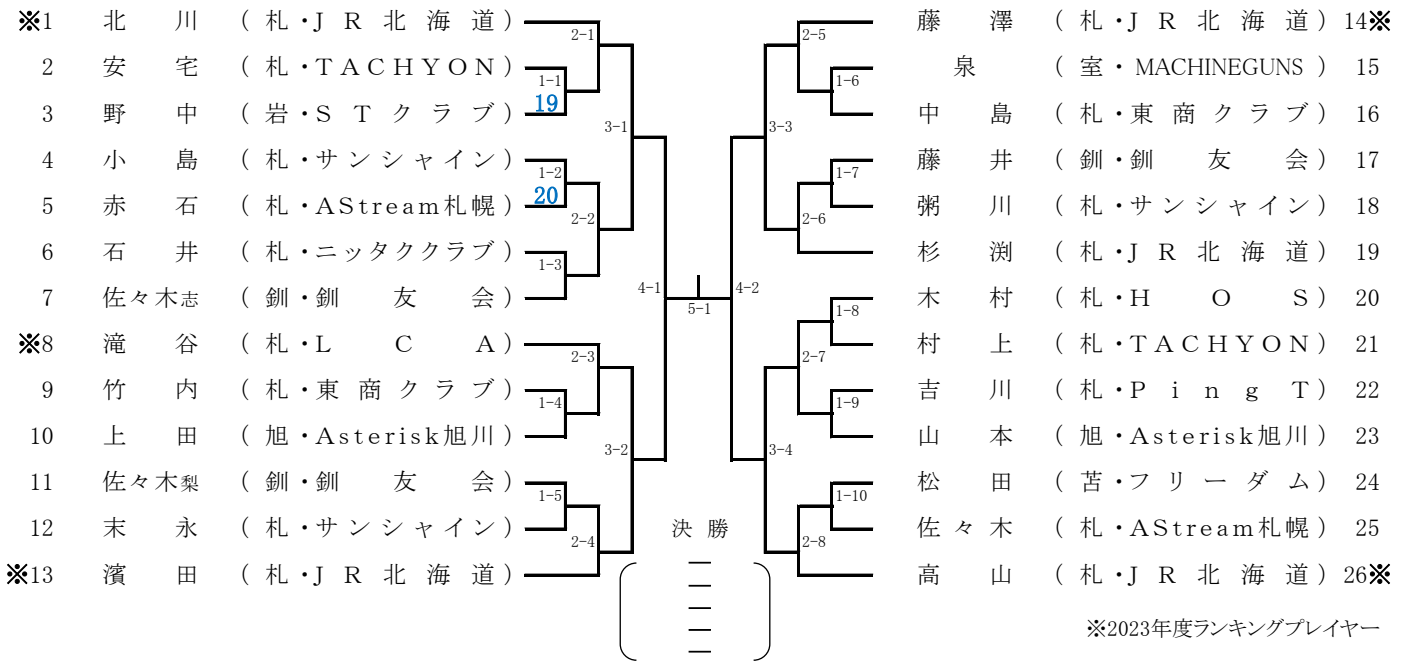 ※1 北川 (札・JR北海道)
2-1
2 安宅 (札・TACHYON)
1-1
19
3 野中 (岩・STクラブ)
3-1
4 小島 (札・サンシャイン)
1-2
20
5 赤石 (札・AStream札幌)
2-2
6 石井 (札・ニッタククラブ)
1-3
7 佐々木志 (釧・釧友会)
4-1
※8 滝谷 (札・LCA)
2-3
9 竹内 (札・東商クラブ)
1-4
10 上田 (旭・Asterisk旭川)
3-2
11 佐々木梨 (釧・釧友会)
1-5
12 末永 (札・サンシャイン)
2-4
※13 濱田 (札・JR北海道)
5-1
決勝
藤澤 (札・JR北海道) 14※
2-5
泉 (室・MACHINEGUNS) 15
1-6
中島 (札・東商クラブ) 16
3-3
藤井 (釧・釧友会) 17
1-7
粥川 (札・サンシャイン) 18
2-6
杉渕 (札・JR北海道) 19
4-2
木村 (札・HOS) 20
1-8
村上 (札・TACHYON) 21
2-7
吉川 (札・PingT) 22
1-9
山本 (旭・Asterisk旭川) 23
3-4
松田 (苫・フリーダム) 24
1-10
佐々木 (札・AStream札幌) 25
2-8
高山 (札・JR北海道) 26※
※2023年度ランキングプレイヤー